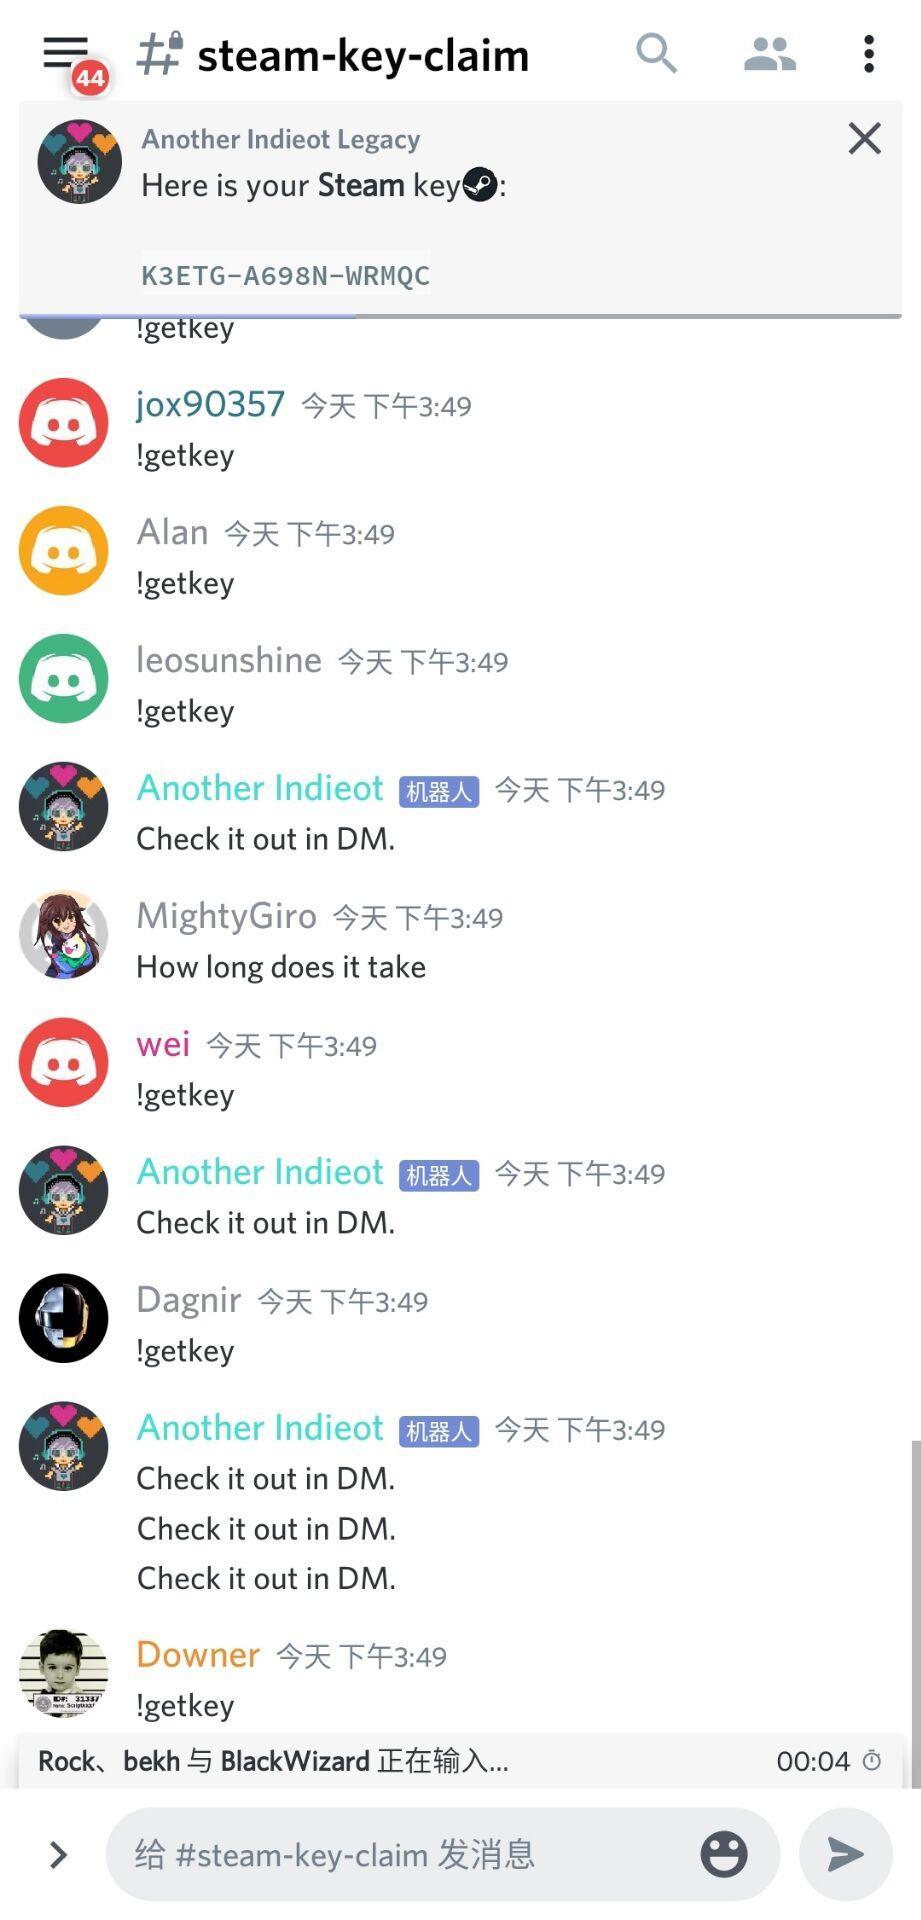 44
steam-key-claim
Another Indieot Legacy
Here is your Steam key:
K3ETG-A698N-WRMQC
!getkey
jox90357 今天 下午3:49
!getkey
Alan 今天 下午3:49
!getkey
leosunshine 今天 下午3:49
!getkey
Another Indieot 机器人 今天 下午3:49
Check it out in DM.
MightyGiro 今天 下午3:49
How long does it take
wei 今天 下午3:49
!getkey
Another Indieot 机器人 今天 下午3:49
Check it out in DM.
Dagnir 今天 下午3:49
!getkey
Another Indieot 机器人 今天 下午3:49
Check it out in DM.
Check it out in DM.
Check it out in DM.
Downer 今天 下午3:49
!getkey
Rock、bekh 与 BlackWizard 正在输入... 00:04
给 #steam-key-claim 发消息